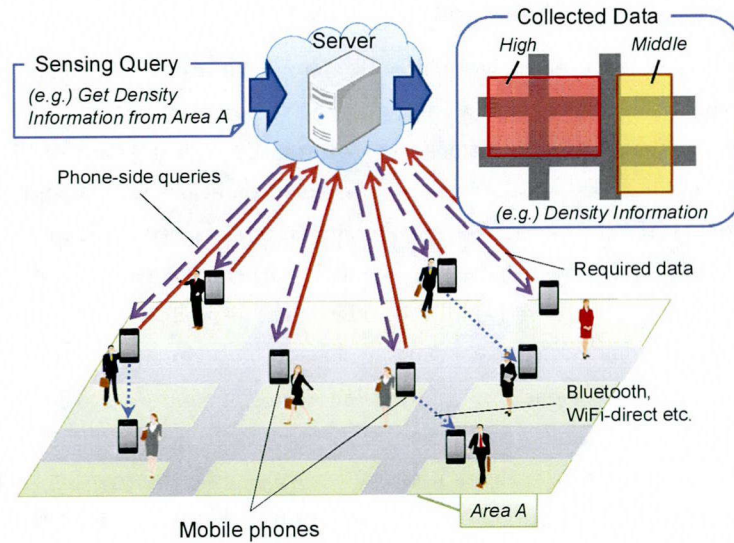 Server
Sensing Query
(e.g.) Get Density
Information from Area A
Collected Data
High
Middle
(e.g.) Density Information
Phone-side queries
Required data
Bluetooth,
WiFi-direct etc.
Area A
Mobile phones